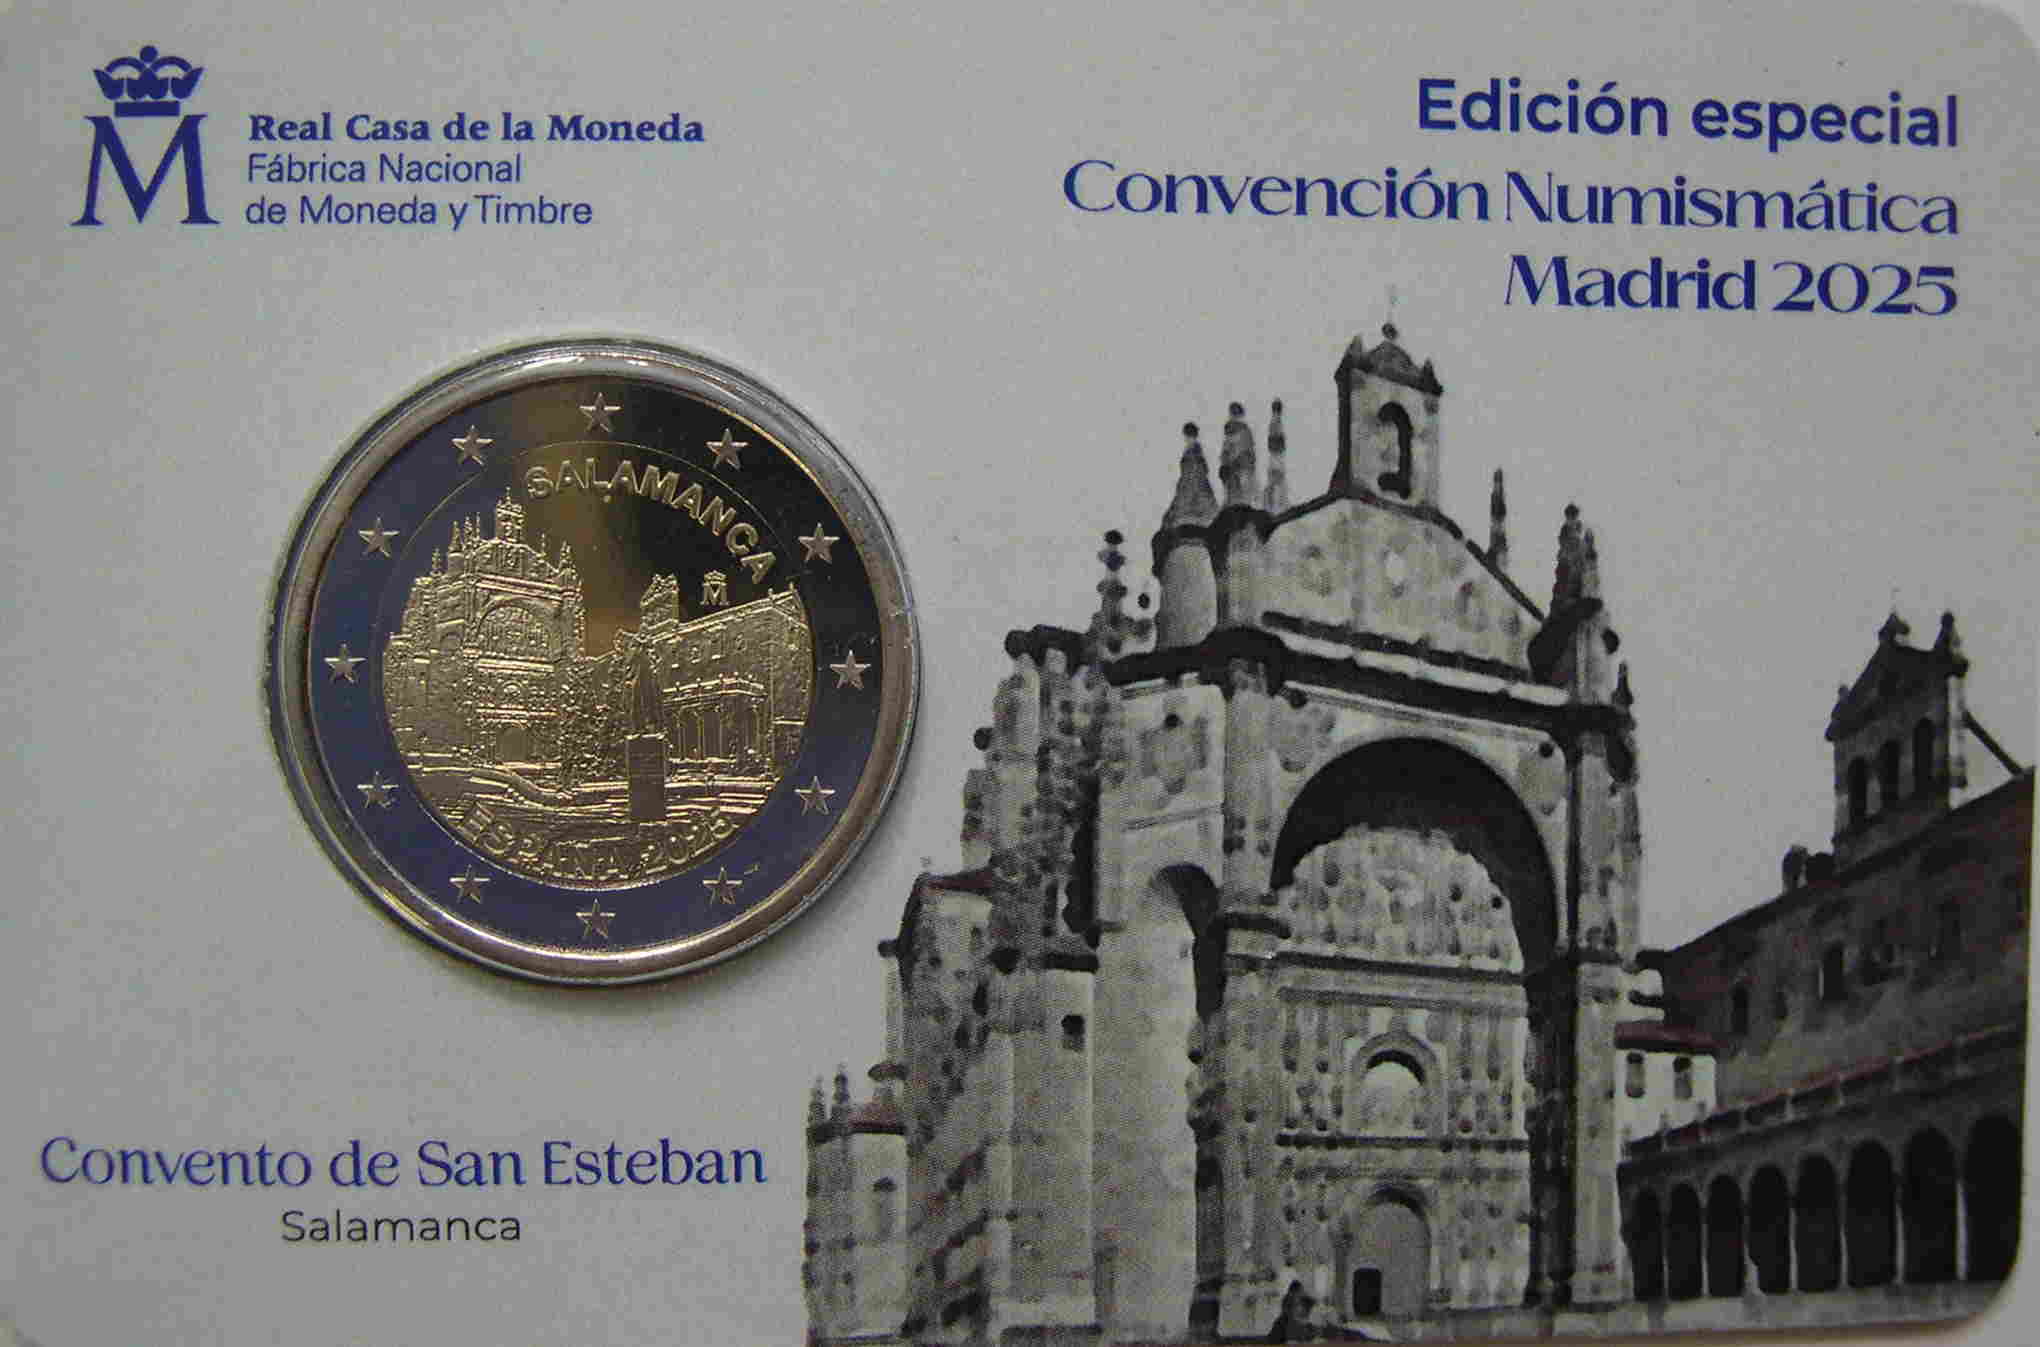 M
Real Casa de la Moneda
Fábrica Nacional
de Moneda y Timbre
Edición especial
Convención Numismática
Madrid 2025
SALAMANCA
M
ESPAÑA 2025
Convento de San Esteban
Salamanca